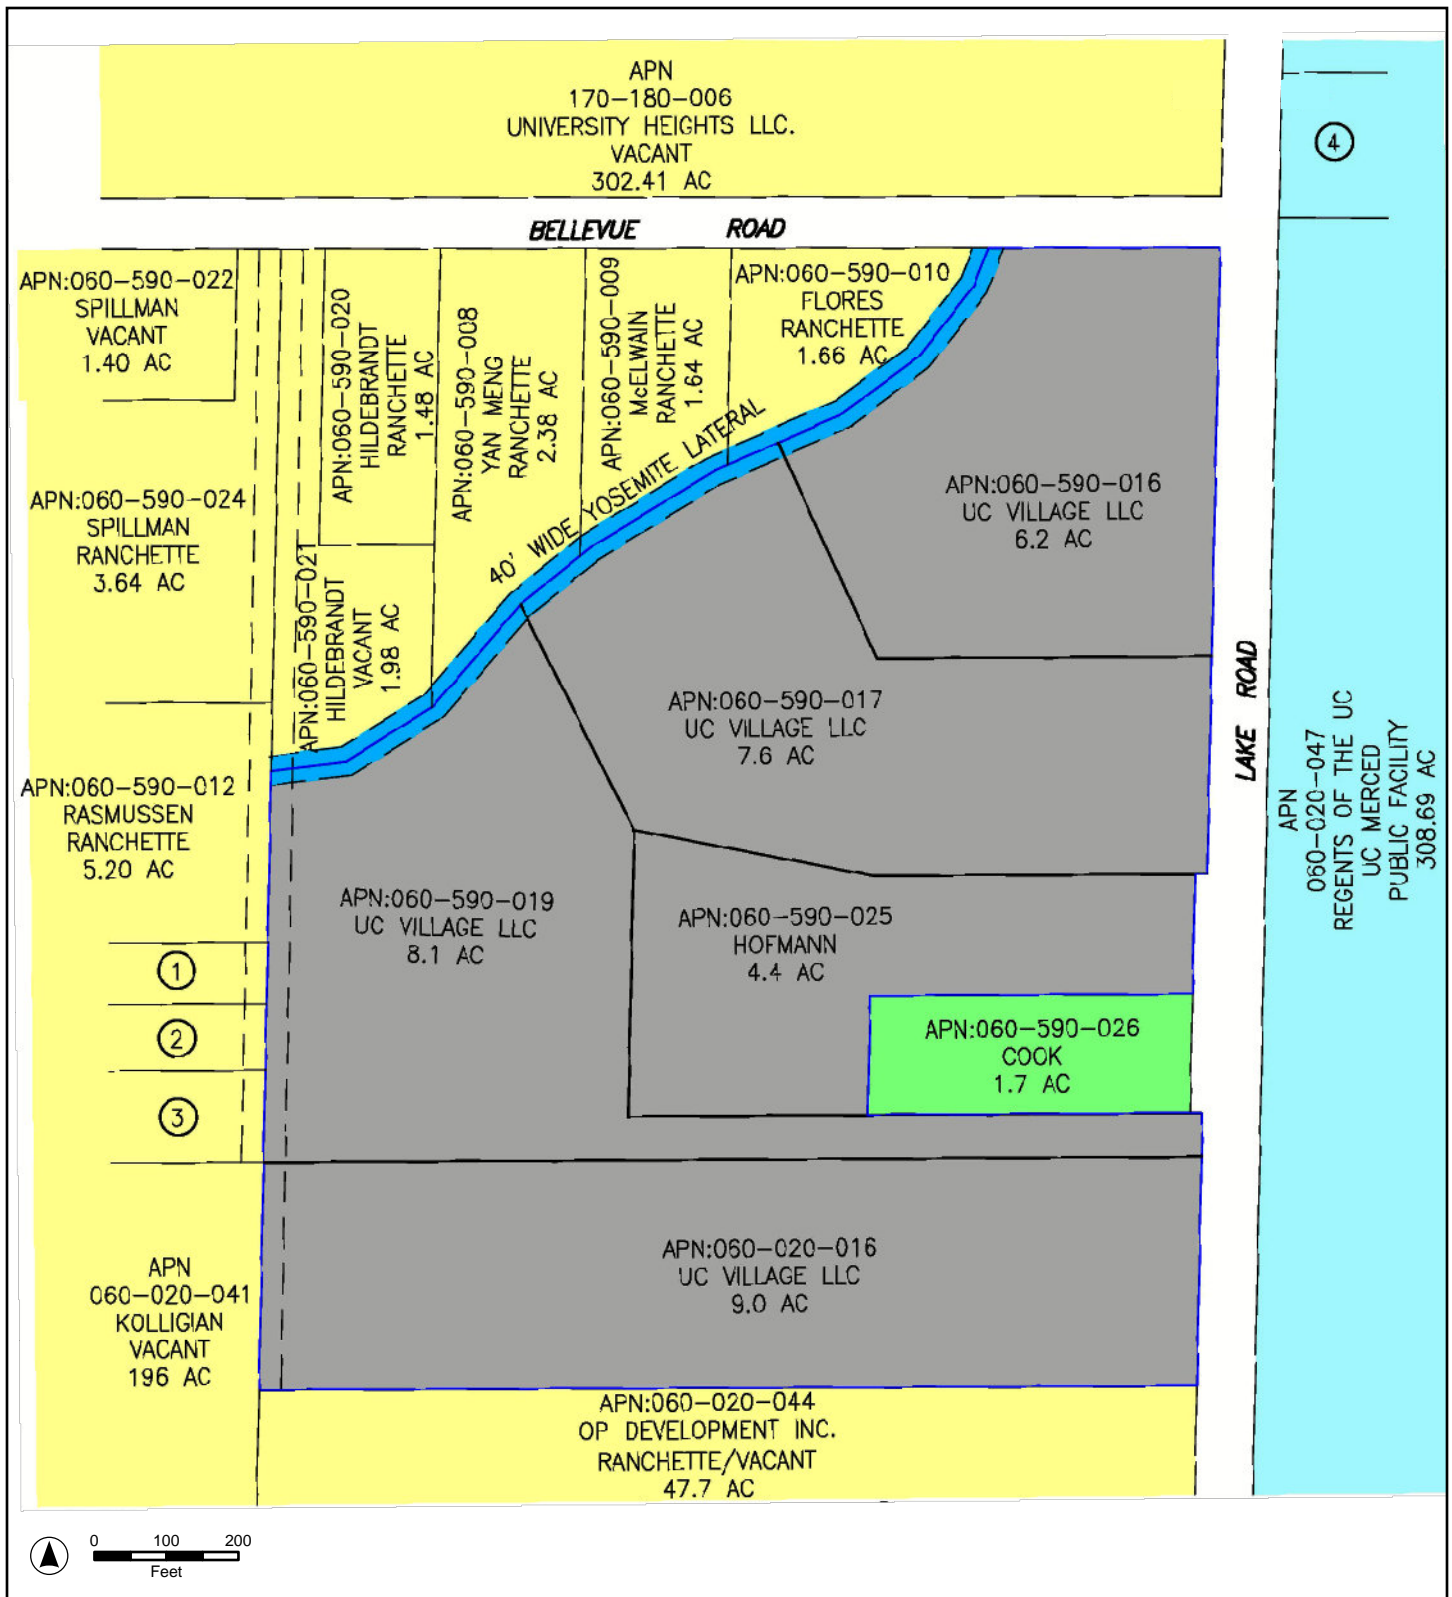 APN
170-180-006
UNIVERSITY HEIGHTS LLC.
VACANT
302.41 AC
4
BELLEVUE ROAD
APN:060-590-022
SPILLMAN
VACANT
1.40 AC
APN:060-590-020
HILDEBRANDT
RANCHETTE
1.48 AC
APN:060-590-008
YAN MENG
RANCHETTE
2.38 AC
APN:060-590-009
McELWAIN
RANCHETTE
1.64 AC
APN:060-590-010
FLORES
RANCHETTE
1.66 AC
40' WIDE YOSEMITE LATERAL
APN:060-590-024
SPILLMAN
RANCHETTE
3.64 AC
APN:060-590-021
HILDEBRANDT
VACANT
1.98 AC
APN:060-590-016
UC VILLAGE LLC
6.2 AC
APN:060-590-017
UC VILLAGE LLC
7.6 AC
LAKE ROAD
APN
060-020-047
REGENTS OF THE UC
UC MERCED
PUBLIC FACILITY
308.69 AC
APN:060-590-012
RASMUSSEN
RANCHETTE
5.20 AC
APN:060-590-019
UC VILLAGE LLC
8.1 AC
APN:060-590-025
HOFMANN
4.4 AC
1
2
3
APN:060-590-026
COOK
1.7 AC
APN
060-020-041
KOLLIGIAN
VACANT
196 AC
APN:060-020-016
UC VILLAGE LLC
9.0 AC
APN:060-020-044
OP DEVELOPMENT INC.
RANCHETTE/VACANT
47.7 AC
0 100 200
Feet